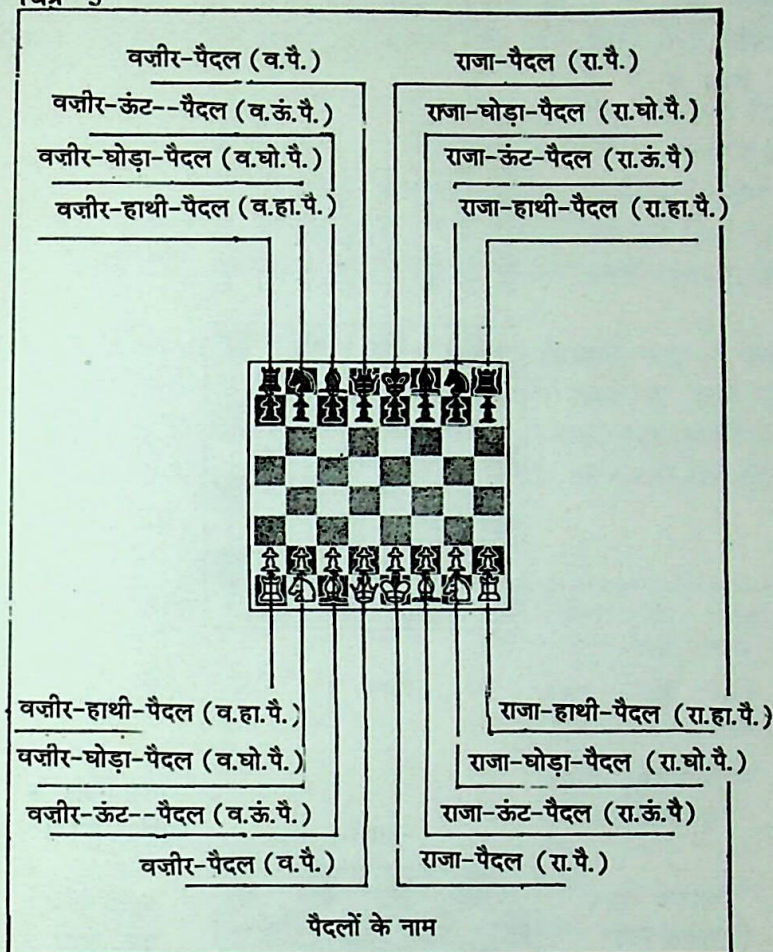 चित्र-3
वज़ीर-पैदल (व.पै.) राजा-पैदल (रा.पै.)
वज़ीर-ऊंट--पैदल (व.ऊं.पै.) राजा-घोड़ा-पैदल (रा.घो.पै.)
वज़ीर-घोड़ा-पैदल (व.घो.पै.) राजा-ऊंट-पैदल (रा.ऊं.पै)
वज़ीर-हाथी-पैदल (व.हा.पै.) राजा-हाथी-पैदल (रा.हा.पै.)
वज़ीर-हाथी-पैदल (व.हा.पै.) राजा-हाथी-पैदल (रा.हा.पै.)
वज़ीर-घोड़ा-पैदल (व.घो.पै.) राजा-घोड़ा-पैदल (रा.घो.पै.)
वज़ीर-ऊंट--पैदल (व.ऊं.पै.) राजा-ऊंट-पैदल (रा.ऊं.पै)
वज़ीर-पैदल (व.पै.) राजा-पैदल (रा.पै.)
पैदलों के नाम